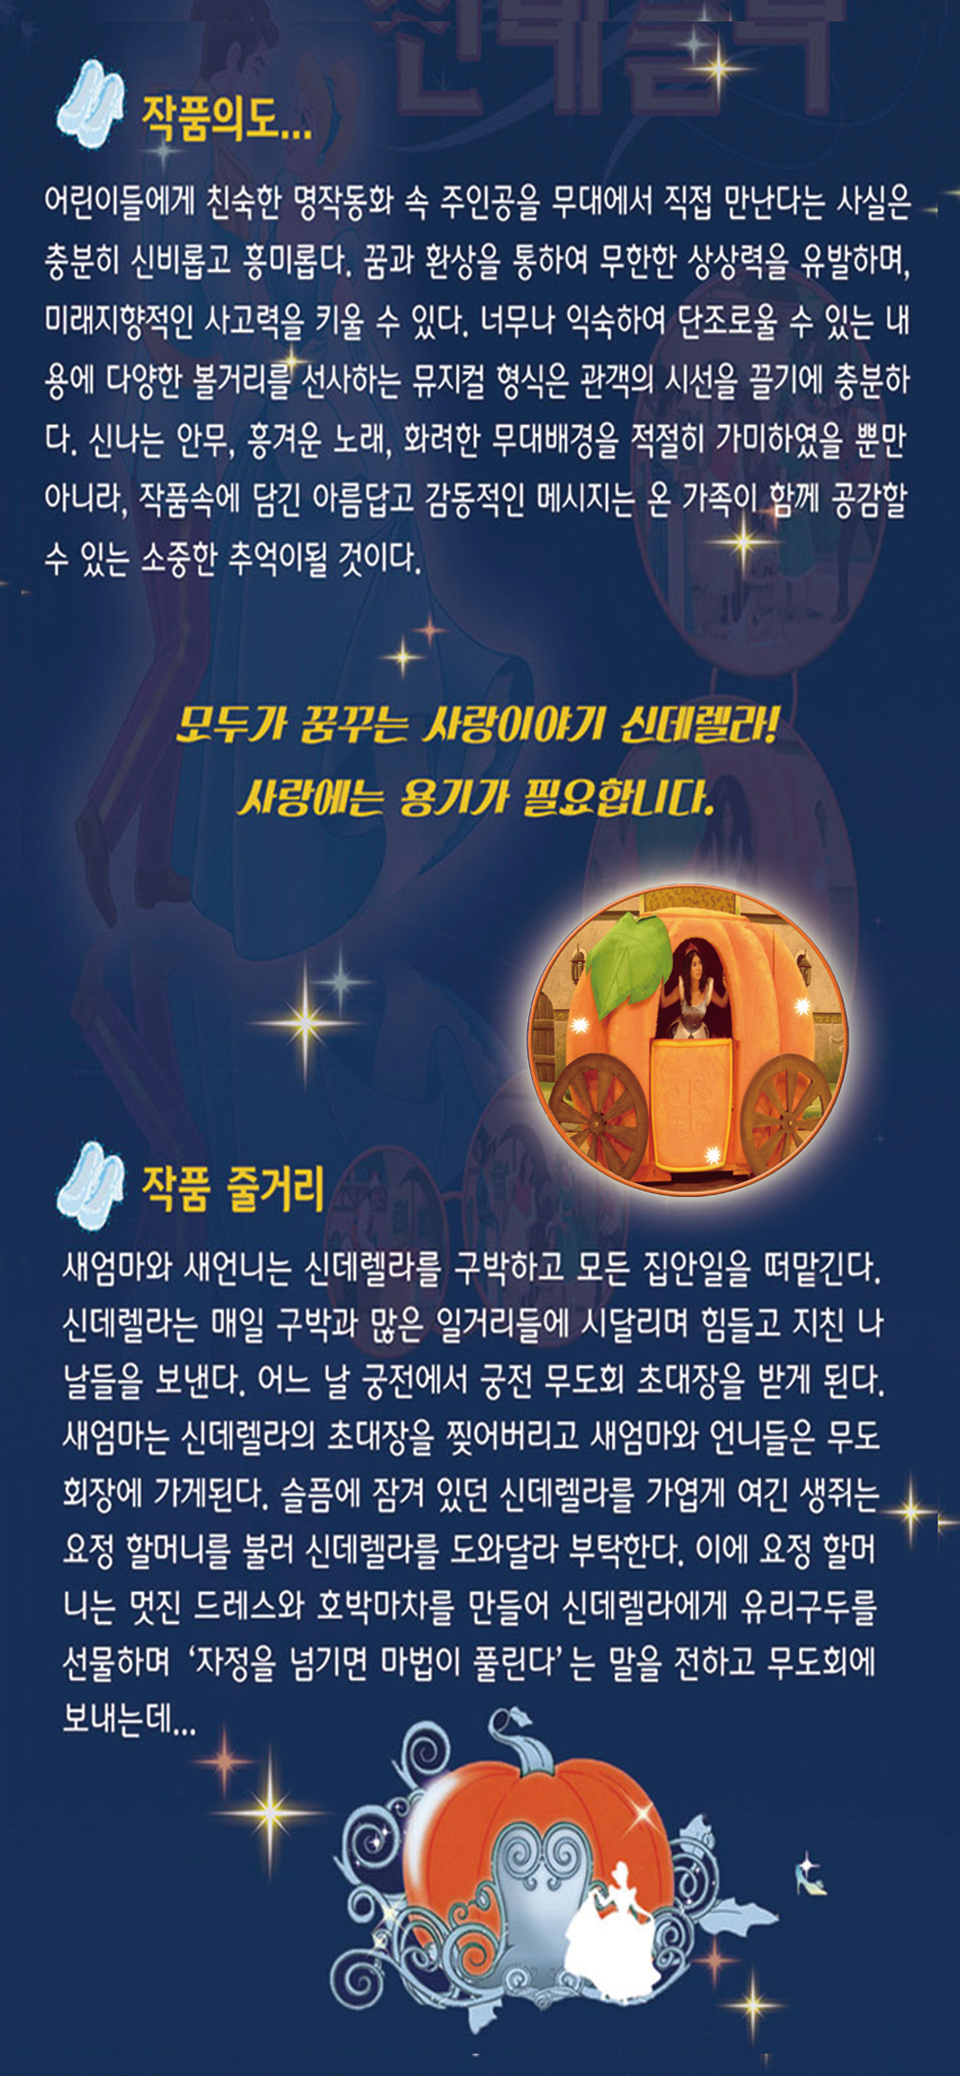 신데렐라
작품의도...
어린이들에게 친숙한 명작동화 속 주인공을 무대에서 직접 만난다는 사실은
충분히 신비롭고 흥미롭다. 꿈과 환상을 통하여 무한한 상상력을 유발하며,
미래지향적인 사고력을 키울 수 있다. 너무나 익숙하여 단조로울 수 있는 내
용에 다양한 볼거리를 선사하는 뮤지컬 형식은 관객의 시선을 끌기에 충분하
다. 신나는 안무, 흥겨운 노래, 화려한 무대배경을 적절히 가미하였을 뿐만
아니라, 작품속에 담긴 아름답고 감동적인 메시지는 온 가족이 함께 공감할
수 있는 소중한 추억이될 것이다.
모두가 꿈꾸는 사랑이야기 신데렐라!
사랑에는 용기가 필요합니다.
작품 줄거리
새엄마와 새언니는 신데렐라를 구박하고 모든 집안일을 떠맡긴다.
신데렐라는 매일 구박과 많은 일거리들에 시달리며 힘들고 지친 나
날들을 보낸다. 어느 날 궁전에서 궁전 무도회 초대장을 받게 된다.
새엄마는 신데렐라의 초대장을 찢어버리고 새엄마와 언니들은 무도
회장에 가게된다. 슬픔에 잠겨 있던 신데렐라를 가엽게 여긴 생쥐는
요정 할머니를 불러 신데렐라를 도와달라 부탁한다. 이에 요정 할머
니는 멋진 드레스와 호박마차를 만들어 신데렐라에게 유리구두를
선물하며 ‘자정을 넘기면 마법이 풀린다’는 말을 전하고 무도회에
보내는데...